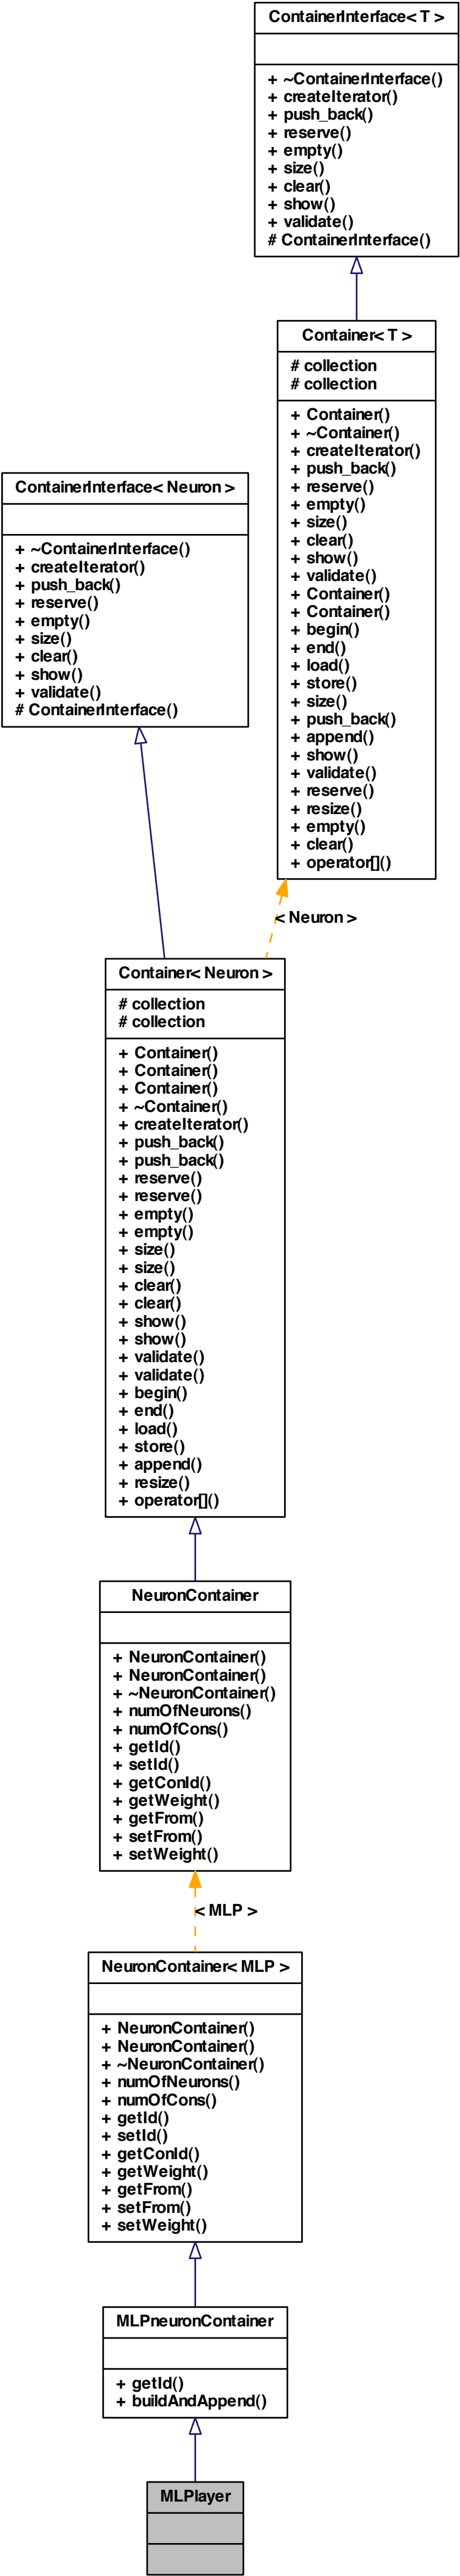 ContainerInterface< T >
+ ~ContainerInterface()
+ createIterator()
+ push_back()
+ reserve()
+ empty()
+ size()
+ clear()
+ show()
+ validate()
# ContainerInterface()
Container< T >
# collection
# collection
+ Container()
+ ~Container()
+ createIterator()
+ push_back()
+ reserve()
+ empty()
+ size()
+ clear()
+ show()
+ validate()
+ Container()
+ Container()
+ begin()
+ end()
+ load()
+ store()
+ size()
+ push_back()
+ append()
+ show()
+ validate()
+ reserve()
+ resize()
+ empty()
+ clear()
+ operator[]()
ContainerInterface< Neuron >
+ ~ContainerInterface()
+ createIterator()
+ push_back()
+ reserve()
+ empty()
+ size()
+ clear()
+ show()
+ validate()
# ContainerInterface()
< Neuron >
Container< Neuron >
# collection
# collection
+ Container()
+ Container()
+ Container()
+ ~Container()
+ createIterator()
+ push_back()
+ push_back()
+ reserve()
+ reserve()
+ empty()
+ empty()
+ size()
+ size()
+ clear()
+ clear()
+ show()
+ show()
+ validate()
+ validate()
+ begin()
+ end()
+ load()
+ store()
+ append()
+ resize()
+ operator[]()
NeuronContainer
+ NeuronContainer()
+ NeuronContainer()
+ ~NeuronContainer()
+ numOfNeurons()
+ numOfCons()
+ getId()
+ setId()
+ getConId()
+ getWeight()
+ getFrom()
+ setFrom()
+ setWeight()
< MLP >
NeuronContainer< MLP >
+ NeuronContainer()
+ NeuronContainer()
+ ~NeuronContainer()
+ numOfNeurons()
+ numOfCons()
+ getId()
+ setId()
+ getConId()
+ getWeight()
+ getFrom()
+ setFrom()
+ setWeight()
MLPneuronContainer
+ getId()
+ buildAndAppend()
MLPlayer